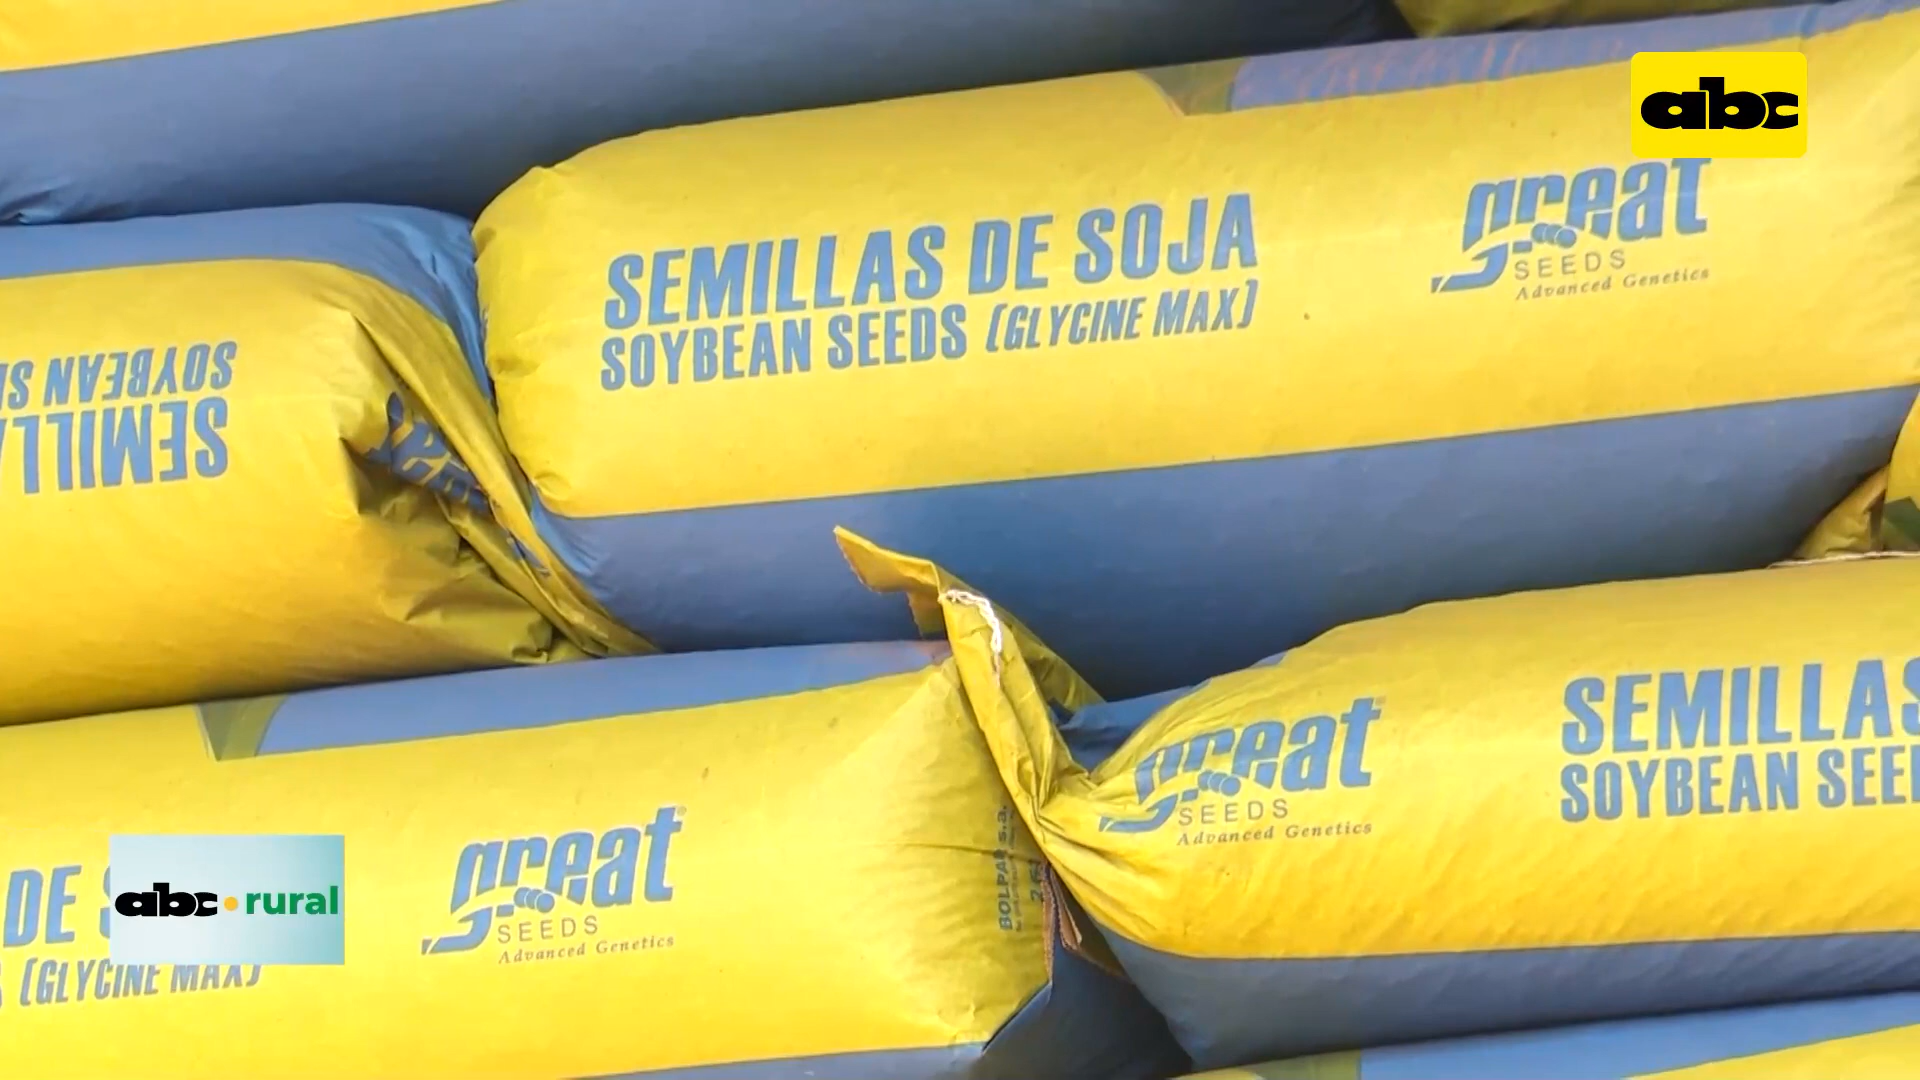 abc
SEMILLAS DE SOJA
SOYBEAN SEEDS (GLYCINE MAX)
great
SEEDS
Advanced Genetics
SOYBEAN
SEMILL
great
SEEDS
Advanced Genetics
SEMILLAS
SOYBEAN SEE
DE
(GLYCINE MAX)
great
SEEDS
Advanced Genetics
BOLPAR s.a.
abc rural